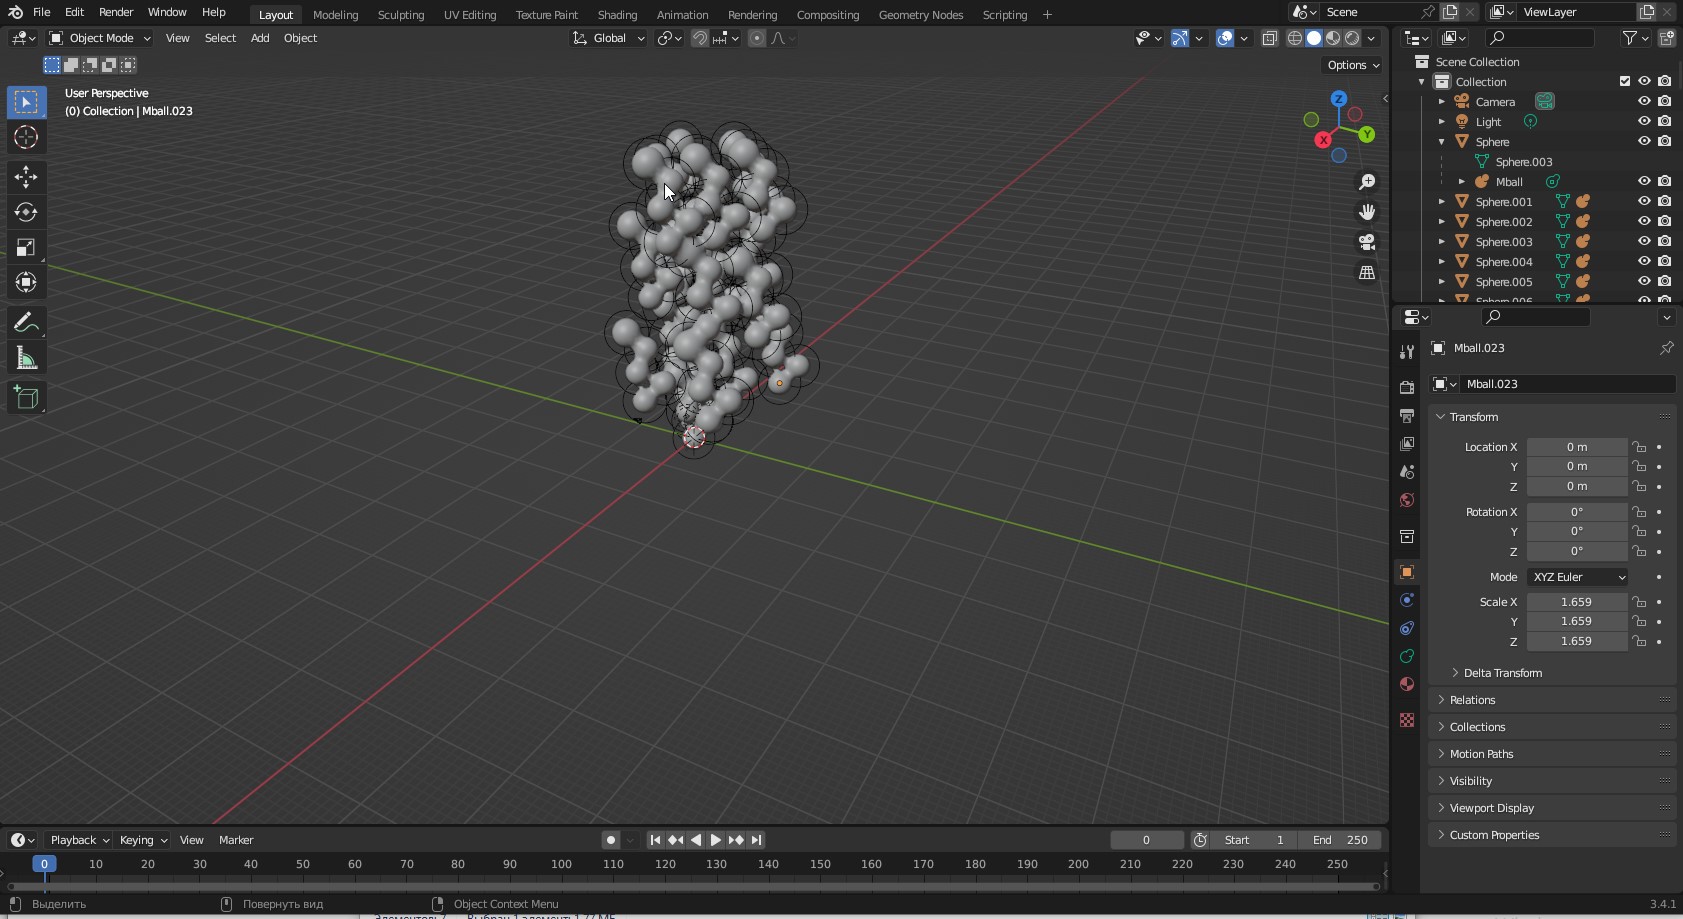 File Edit Render Window Help Layout Modeling Sculpting UV Editing Texture Paint Shading Animation Rendering Compositing Geometry Nodes Scripting + Scene ViewLayer
Object Mode View Select Add Object Global
Options
User Perspective
(0) Collection | Mball.023
Z
Y
X
Scene Collection
Collection
Camera
Light
Sphere
Sphere.003
Mball
Sphere.001
Sphere.002
Sphere.003
Sphere.004
Sphere.005
Sphere.006
Mball.023
Mball.023
Transform
Location X 0 m
Y 0 m
Z 0 m
Rotation X 0°
Y 0°
Z 0°
Mode XYZ Euler
Scale X 1.659
Y 1.659
Z 1.659
Delta Transform
Relations
Collections
Motion Paths
Visibility
Viewport Display
Custom Properties
Playback Keying View Marker 0 Start 1 End 250
0 10 20 30 40 50 60 70 80 90 100 110 120 130 140 150 160 170 180 190 200 210 220 230 240 250
Выделить Повернуть вид Object Context Menu 3.4.1